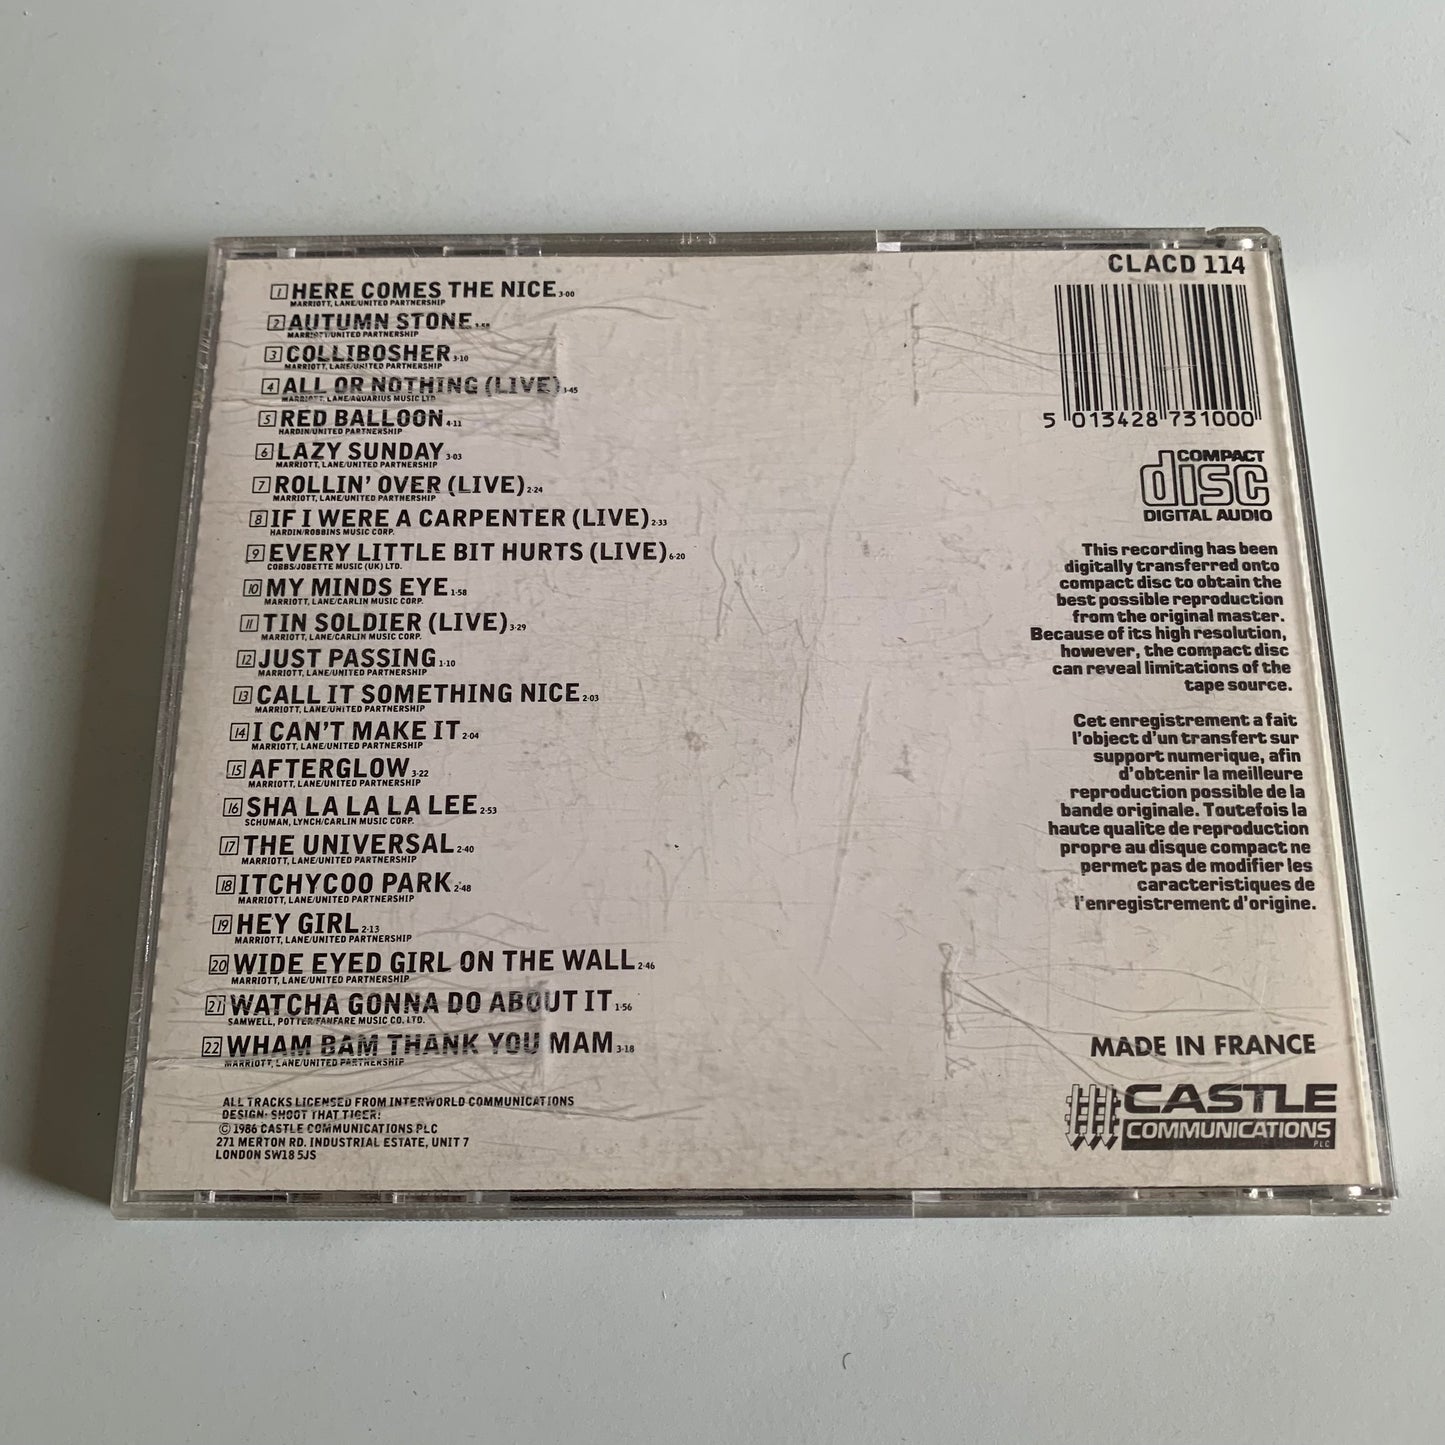 1 HERE COMES THE NICE 3·00
MARRIOTT, LANE/UNITED PARTNERSHIP
2 AUTUMN STONE 3·58
MARRIOTT/UNITED PARTNERSHIP
3 COLLIBOSHER 3·10
MARRIOTT, LANE/UNITED PARTNERSHIP
4 ALL OR NOTHING (LIVE)
MARRIOTT, LANE/AQUARIUS MUSIC LTD
5 RED BALLOON 4·11
HARDIN/UNITED PARTNERSHIP
6 LAZY SUNDAY 3·03
MARRIOTT, LANE/UNITED PARTNERSHIP
7 ROLLIN' OVER (LIVE) 2·24
MARRIOTT, LANE/UNITED PARTNERSHIP
8 IF I WERE A CARPENTER (LIVE) 2·33
HARDIN/ROBBINS MUSIC CORP.
9 EVERY LITTLE BIT HURTS (LIVE) 6·20
COBBS/JOBETTE MUSIC (UK) LTD.
10 MY MINDS EYE 1·58
MARRIOTT, LANE/CARLIN MUSIC CORP.
11 TIN SOLDIER (LIVE) 3·29
MARRIOTT, LANE/CARLIN MUSIC CORP.
12 JUST PASSING 1·10
MARRIOTT, LANE/UNITED PARTNERSHIP
13 CALL IT SOMETHING NICE 2·03
MARRIOTT, LANE/UNITED PARTNERSHIP
14 I CAN'T MAKE IT 2·04
MARRIOTT, LANE/UNITED PARTNERSHIP
15 AFTERGLOW 3·22
MARRIOTT, LANE/UNITED PARTNERSHIP
16 SHA LA LA LA LEE 2·53
SCHUMAN, LYNCH/CARLIN MUSIC CORP.
17 THE UNIVERSAL 2·40
MARRIOTT, LANE/UNITED PARTNERSHIP
18 ITCHYCOO PARK 2·48
MARRIOTT, LANE/UNITED PARTNERSHIP
19 HEY GIRL 2·13
MARRIOTT, LANE/UNITED PARTNERSHIP
20 WIDE EYED GIRL ON THE WALL 2·46
MARRIOTT, LANE/UNITED PARTNERSHIP
21 WATCHA GONNA DO ABOUT IT 1·56
SAMWELL, POTTER/FANFARE MUSIC CO. LTD.
22 WHAM BAM THANK YOU MAM 3·18
MARRIOTT, LANE/UNITED PARTNERSHIP
ALL TRACKS LICENSED FROM INTERWORLD COMMUNICATIONS
DESIGN: SHOOT THAT TIGER!
© 1986 CASTLE COMMUNICATIONS PLC
271 MERTON RD. INDUSTRIAL ESTATE, UNIT 7
LONDON SW18 5JS
CLACD 114
5 013428 731000
COMPACT
disc
DIGITAL AUDIO
This recording has been
digitally transferred onto
compact disc to obtain the
best possible reproduction
from the original master.
Because of its high resolution,
however, the compact disc
can reveal limitations of the
tape source.
Cet enregistrement a fait
l'object d'un transfert sur
support numerique, afin
d'obtenir la meilleure
reproduction possible de la
bande originale. Toutefois la
haute qualite de reproduction
propre au disque compact ne
permet pas de modifier les
caracteristiques de
l'enregistrement d'origine.
MADE IN FRANCE
CASTLE
COMMUNICATIONS
PLC